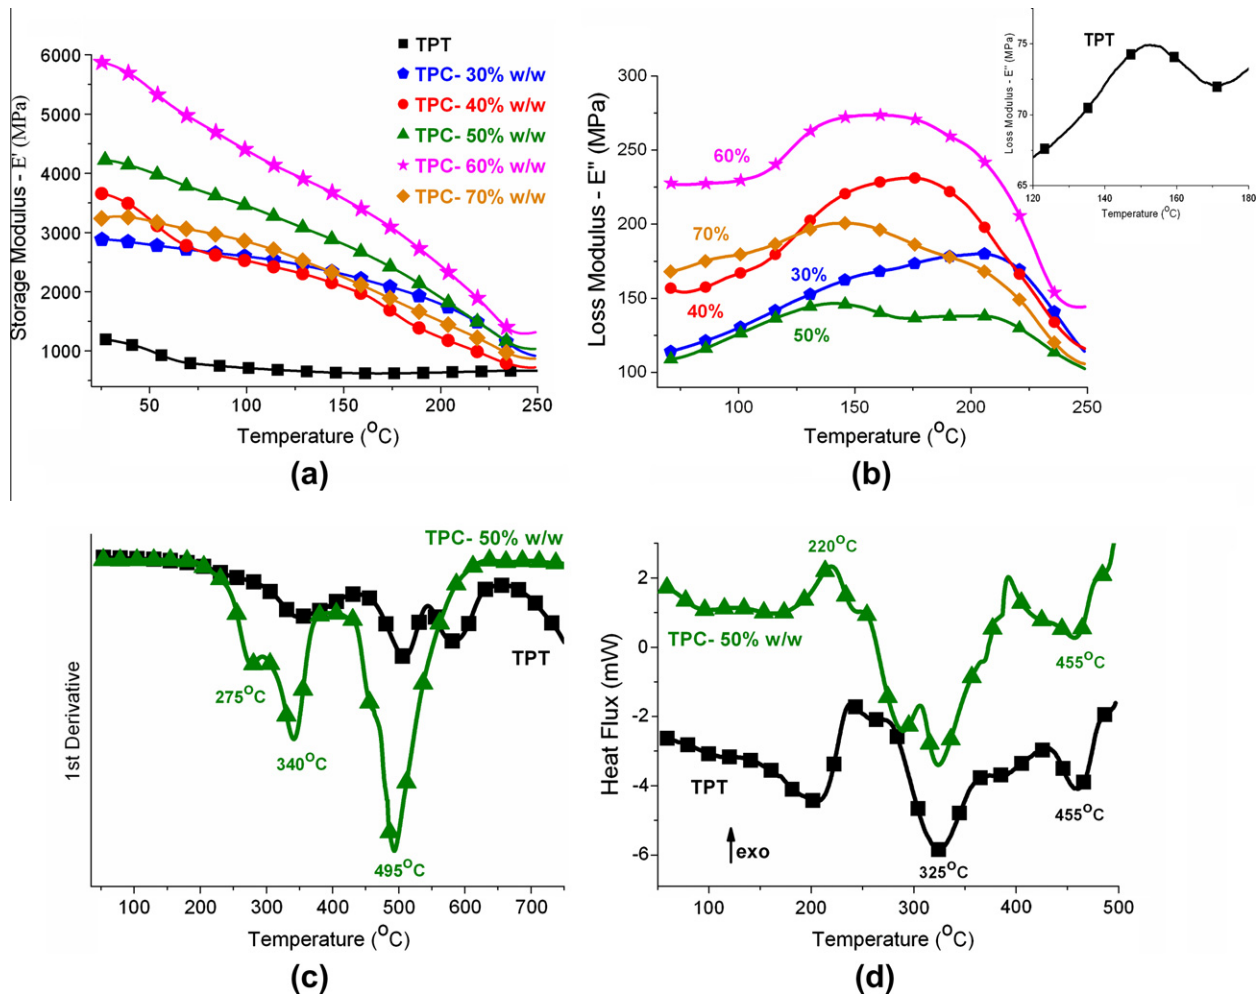 Storage Modulus - E' (MPa)
6000
5000
4000
3000
2000
1000
50
100
150
200
250
Temperature (°C)
TPT
TPC- 30% w/w
TPC- 40% w/w
TPC- 50% w/w
TPC- 60% w/w
TPC- 70% w/w
(a)
Loss Modulus - E'' (MPa)
300
275
250
225
200
175
150
125
100
100
150
200
250
Temperature (°C)
60%
70%
40%
30%
50%
Loss Modulus - E'' (MPa)
75
70
65
120
140
160
180
Temperature (°C)
TPT
(b)
1st Derivative
TPC- 50% w/w
TPT
275°C
340°C
495°C
100
200
300
400
500
600
700
Temperature (°C)
(c)
Heat Flux (mW)
2
0
-2
-4
-6
220°C
TPC- 50% w/w
455°C
TPT
exo
325°C
455°C
100
200
300
400
500
Temperature (°C)
(d)